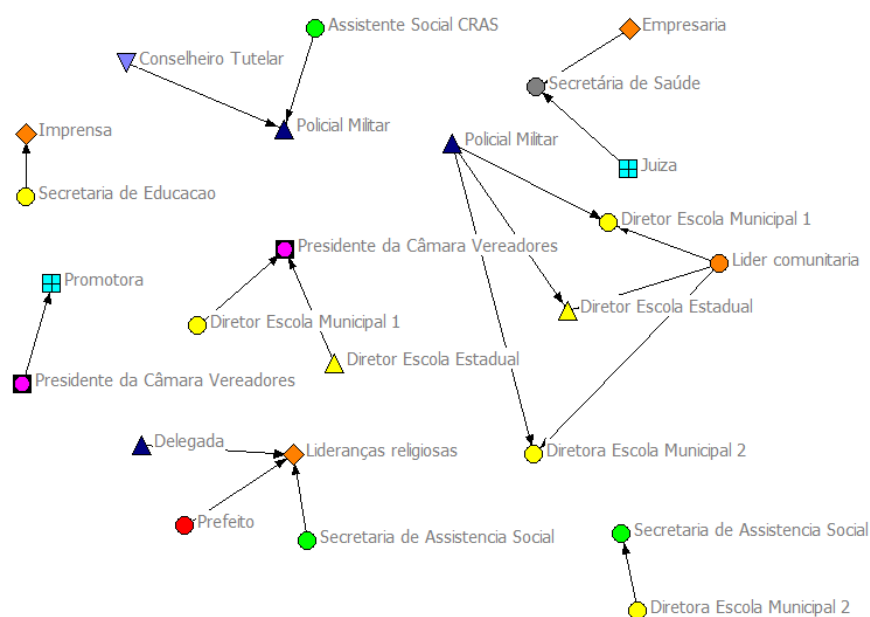 Assistente Social CRAS
Empresaria
Conselheiro Tutelar
Secretária de Saúde
Imprensa
Policial Militar
Policial Militar
Juiza
Secretaria de Educacao
Diretor Escola Municipal 1
Presidente da Câmara Vereadores
Lider comunitaria
Promotora
Diretor Escola Estadual
Diretor Escola Municipal 1
Diretor Escola Estadual
Presidente da Câmara Vereadores
Delegada
Lideranças religiosas
Diretora Escola Municipal 2
Prefeito
Secretaria de Assistencia Social
Secretaria de Assistencia Social
Diretora Escola Municipal 2